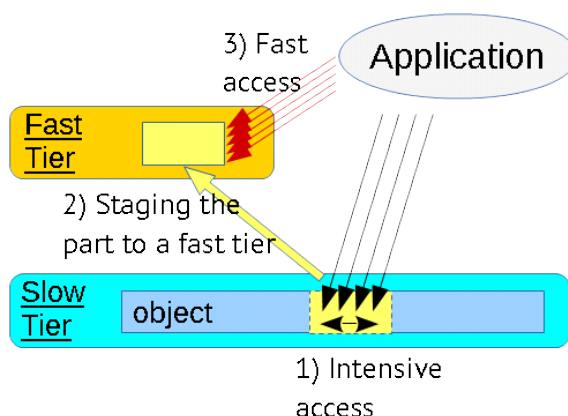 3) Fast
access
Application
Fast
Tier
2) Staging the
part to a fast tier
Slow
Tier
object
1) Intensive
access